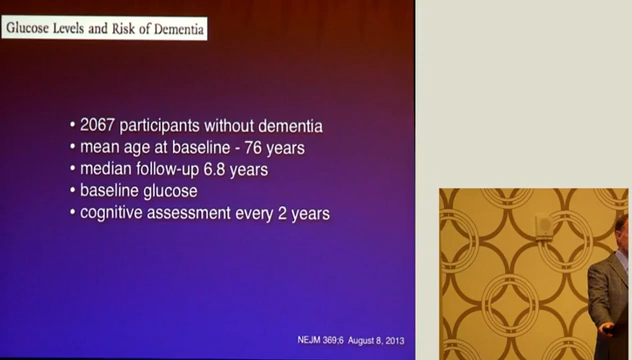 Glucose Levels and Risk of Dementia
• 2067 participants without dementia
• mean age at baseline - 76 years
• median follow-up 6.8 years
• baseline glucose
• cognitive assessment every 2 years
NEJM 369;6 August 8, 2013